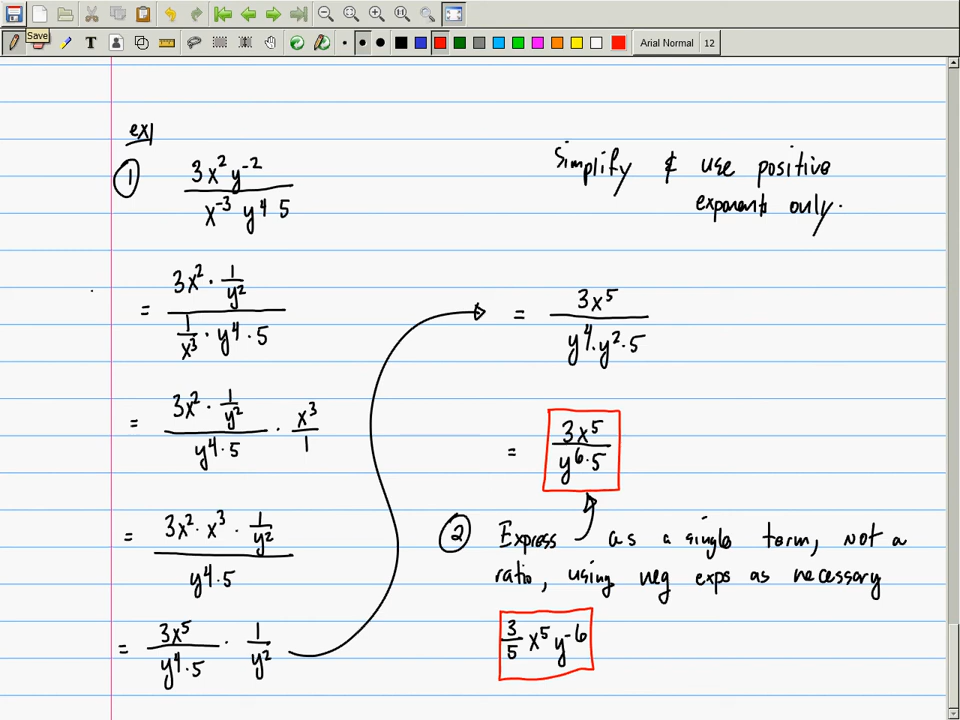 Save
T
Arial Normal 12
ex1
① 3x²y⁻² / x⁻³ y⁴ 5
Simplify & use positive
exponents only.
= (3x² · 1/y²) / (1/x³ · y⁴ · 5)
= (3x² · 1/y²) / (y⁴ · 5) · x³/1
= (3x² · x³ · 1/y²) / (y⁴ · 5)
= 3x⁵ / (y⁴ · 5) · 1/y²
= 3x⁵ / (y⁴ · y² · 5)
= 3x⁵ / (y⁶ · 5)
② Express as a single term, not a
ratio, using neg exps as necessary
3/5 x⁵ y⁻⁶